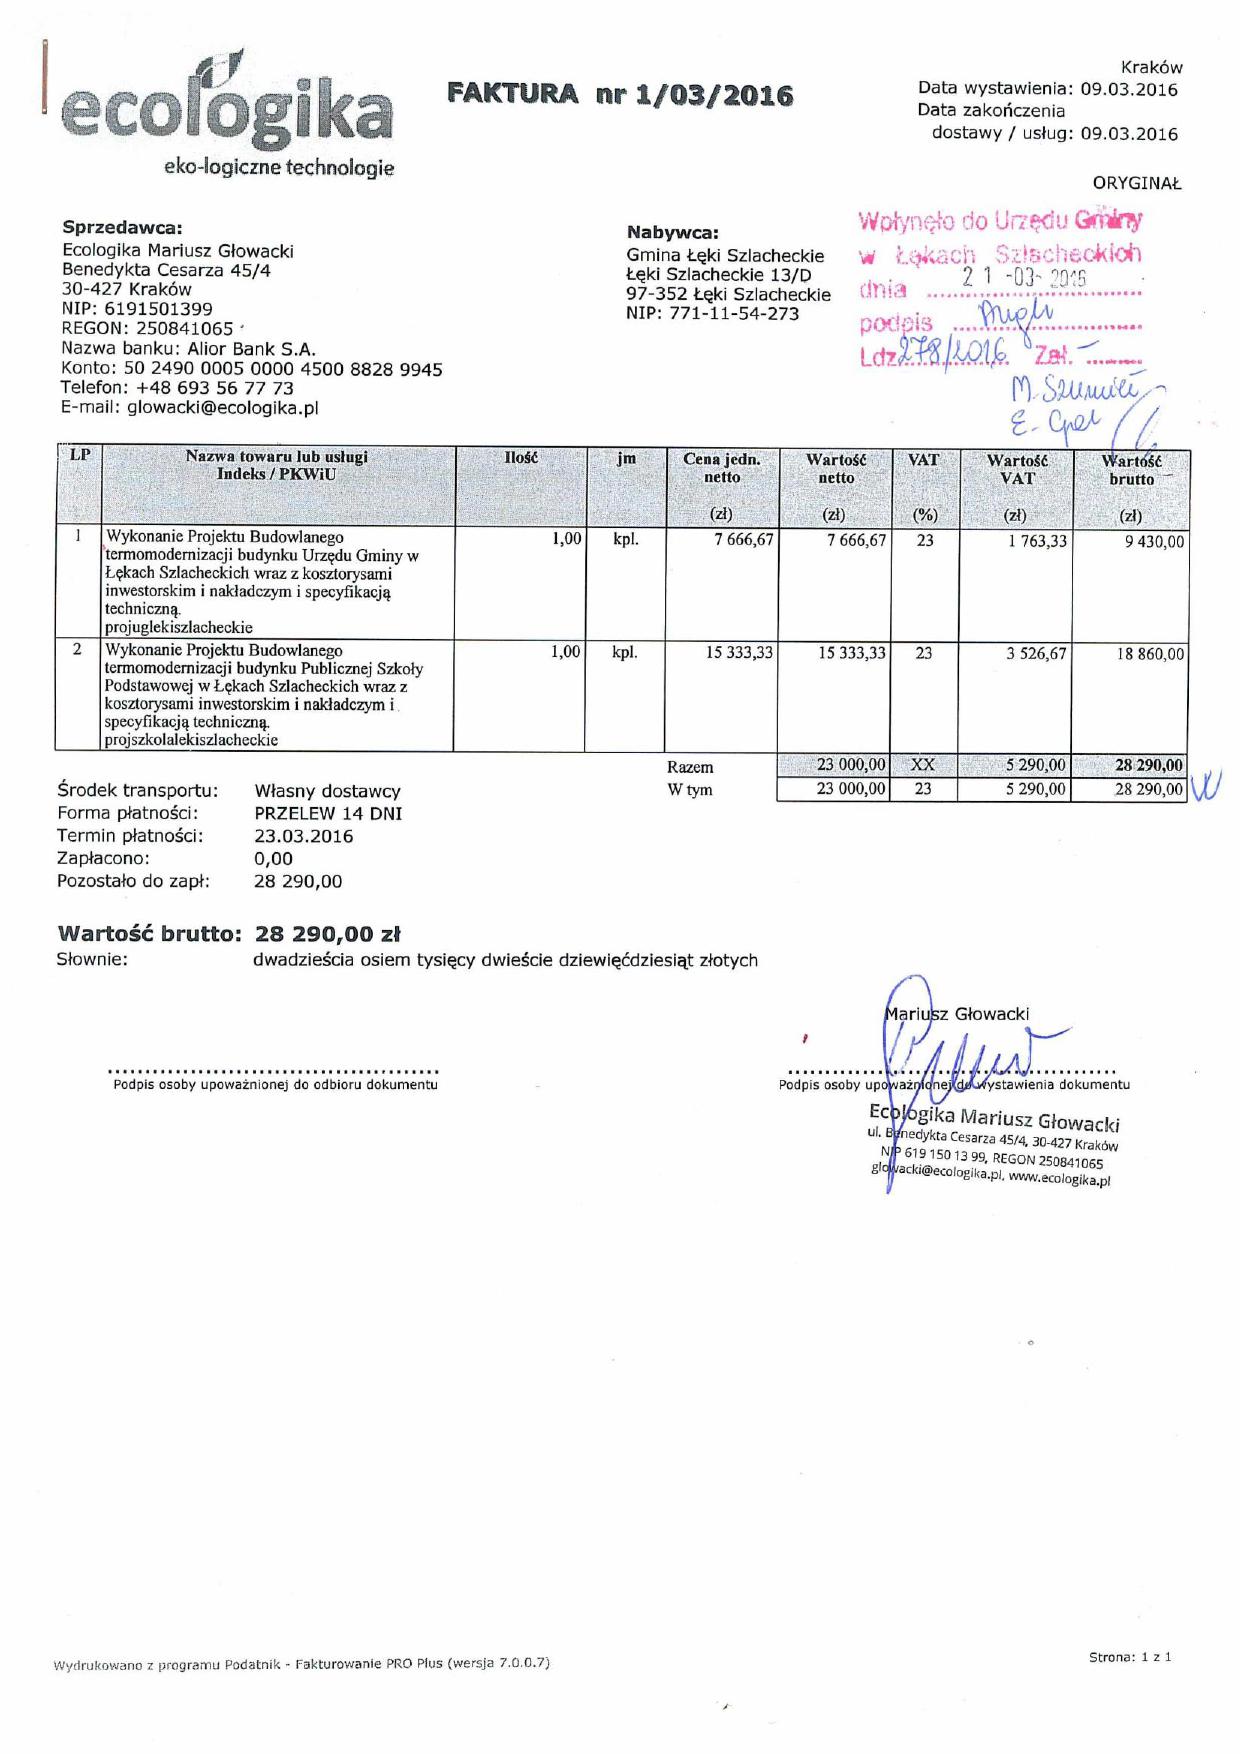 ecologika
eko-logiczne technologie
FAKTURA nr 1/03/2016
Kraków
Data wystawienia: 09.03.2016
Data zakończenia
dostawy / usług: 09.03.2016
ORYGINAŁ
Sprzedawca:
Ecologika Mariusz Głowacki
Benedykta Cesarza 45/4
30-427 Kraków
NIP: 6191501399
REGON: 250841065
Nazwa banku: Alior Bank S.A.
Konto: 50 2490 0005 0000 4500 8828 9945
Telefon: +48 693 56 77 73
E-mail: glowacki@ecologika.pl
Nabywca:
Gmina Łęki Szlacheckie
Łęki Szlacheckie 13/D
97-352 Łęki Szlacheckie
NIP: 771-11-54-273
Wpłynęło do Urzędu Gminy
w Łękach Szlacheckich
dnia 21-03-2016
podpis
Ldz. 278/2016. Zał. –
LP Nazwa towaru lub usługi Ilość jm Cena jedn. Wartość VAT Wartość Wartość
Indeks / PKWiU netto netto VAT brutto
(zł) (zł) (%) (zł) (zł)
1 Wykonanie Projektu Budowlanego 1,00 kpl. 7 666,67 7 666,67 23 1 763,33 9 430,00
termomodernizacji budynku Urzędu Gminy w
Łękach Szlacheckich wraz z kosztorysami
inwestorskim i nakładczym i specyfikacją
techniczną.
projuglekiszlacheckie
2 Wykonanie Projektu Budowlanego 1,00 kpl. 15 333,33 15 333,33 23 3 526,67 18 860,00
termomodernizacji budynku Publicznej Szkoły
Podstawowej w Łękach Szlacheckich wraz z
kosztorysami inwestorskim i nakładczym i
specyfikacją techniczną.
projszkolalekiszlacheckie
Razem 23 000,00 XX 5 290,00 28 290,00
W tym 23 000,00 23 5 290,00 28 290,00
Środek transportu: Własny dostawcy
Forma płatności: PRZELEW 14 DNI
Termin płatności: 23.03.2016
Zapłacono: 0,00
Pozostało do zapł: 28 290,00
Wartość brutto: 28 290,00 zł
Słownie: dwadzieścia osiem tysięcy dwieście dziewięćdziesiąt złotych
Mariusz Głowacki
Podpis osoby upoważnionej do odbioru dokumentu
Podpis osoby upoważnionej do wystawienia dokumentu
Ecologika Mariusz Głowacki
ul. Benedykta Cesarza 45/4, 30-427 Kraków
NIP 619 150 13 99, REGON 250841065
glowacki@ecologika.pl, www.ecologika.pl
Wydrukowano z programu Podatnik - Fakturowanie PRO Plus (wersja 7.0.0.7)
Strona: 1 z 1